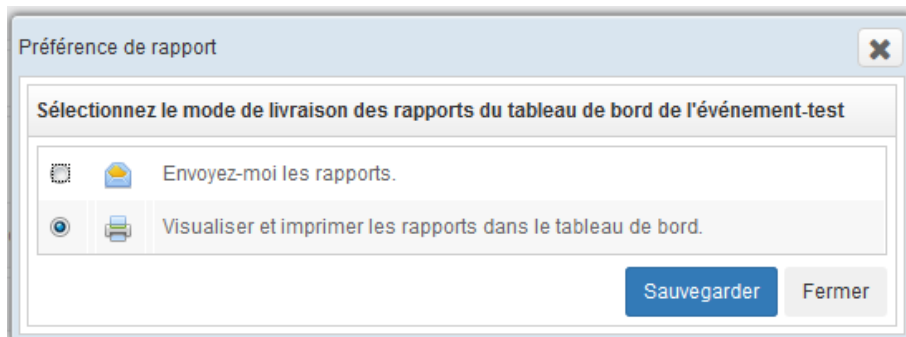 Préférence de rapport
Sélectionnez le mode de livraison des rapports du tableau de bord de l'événement-test
Envoyez-moi les rapports.
Visualiser et imprimer les rapports dans le tableau de bord.
Sauvegarder Fermer